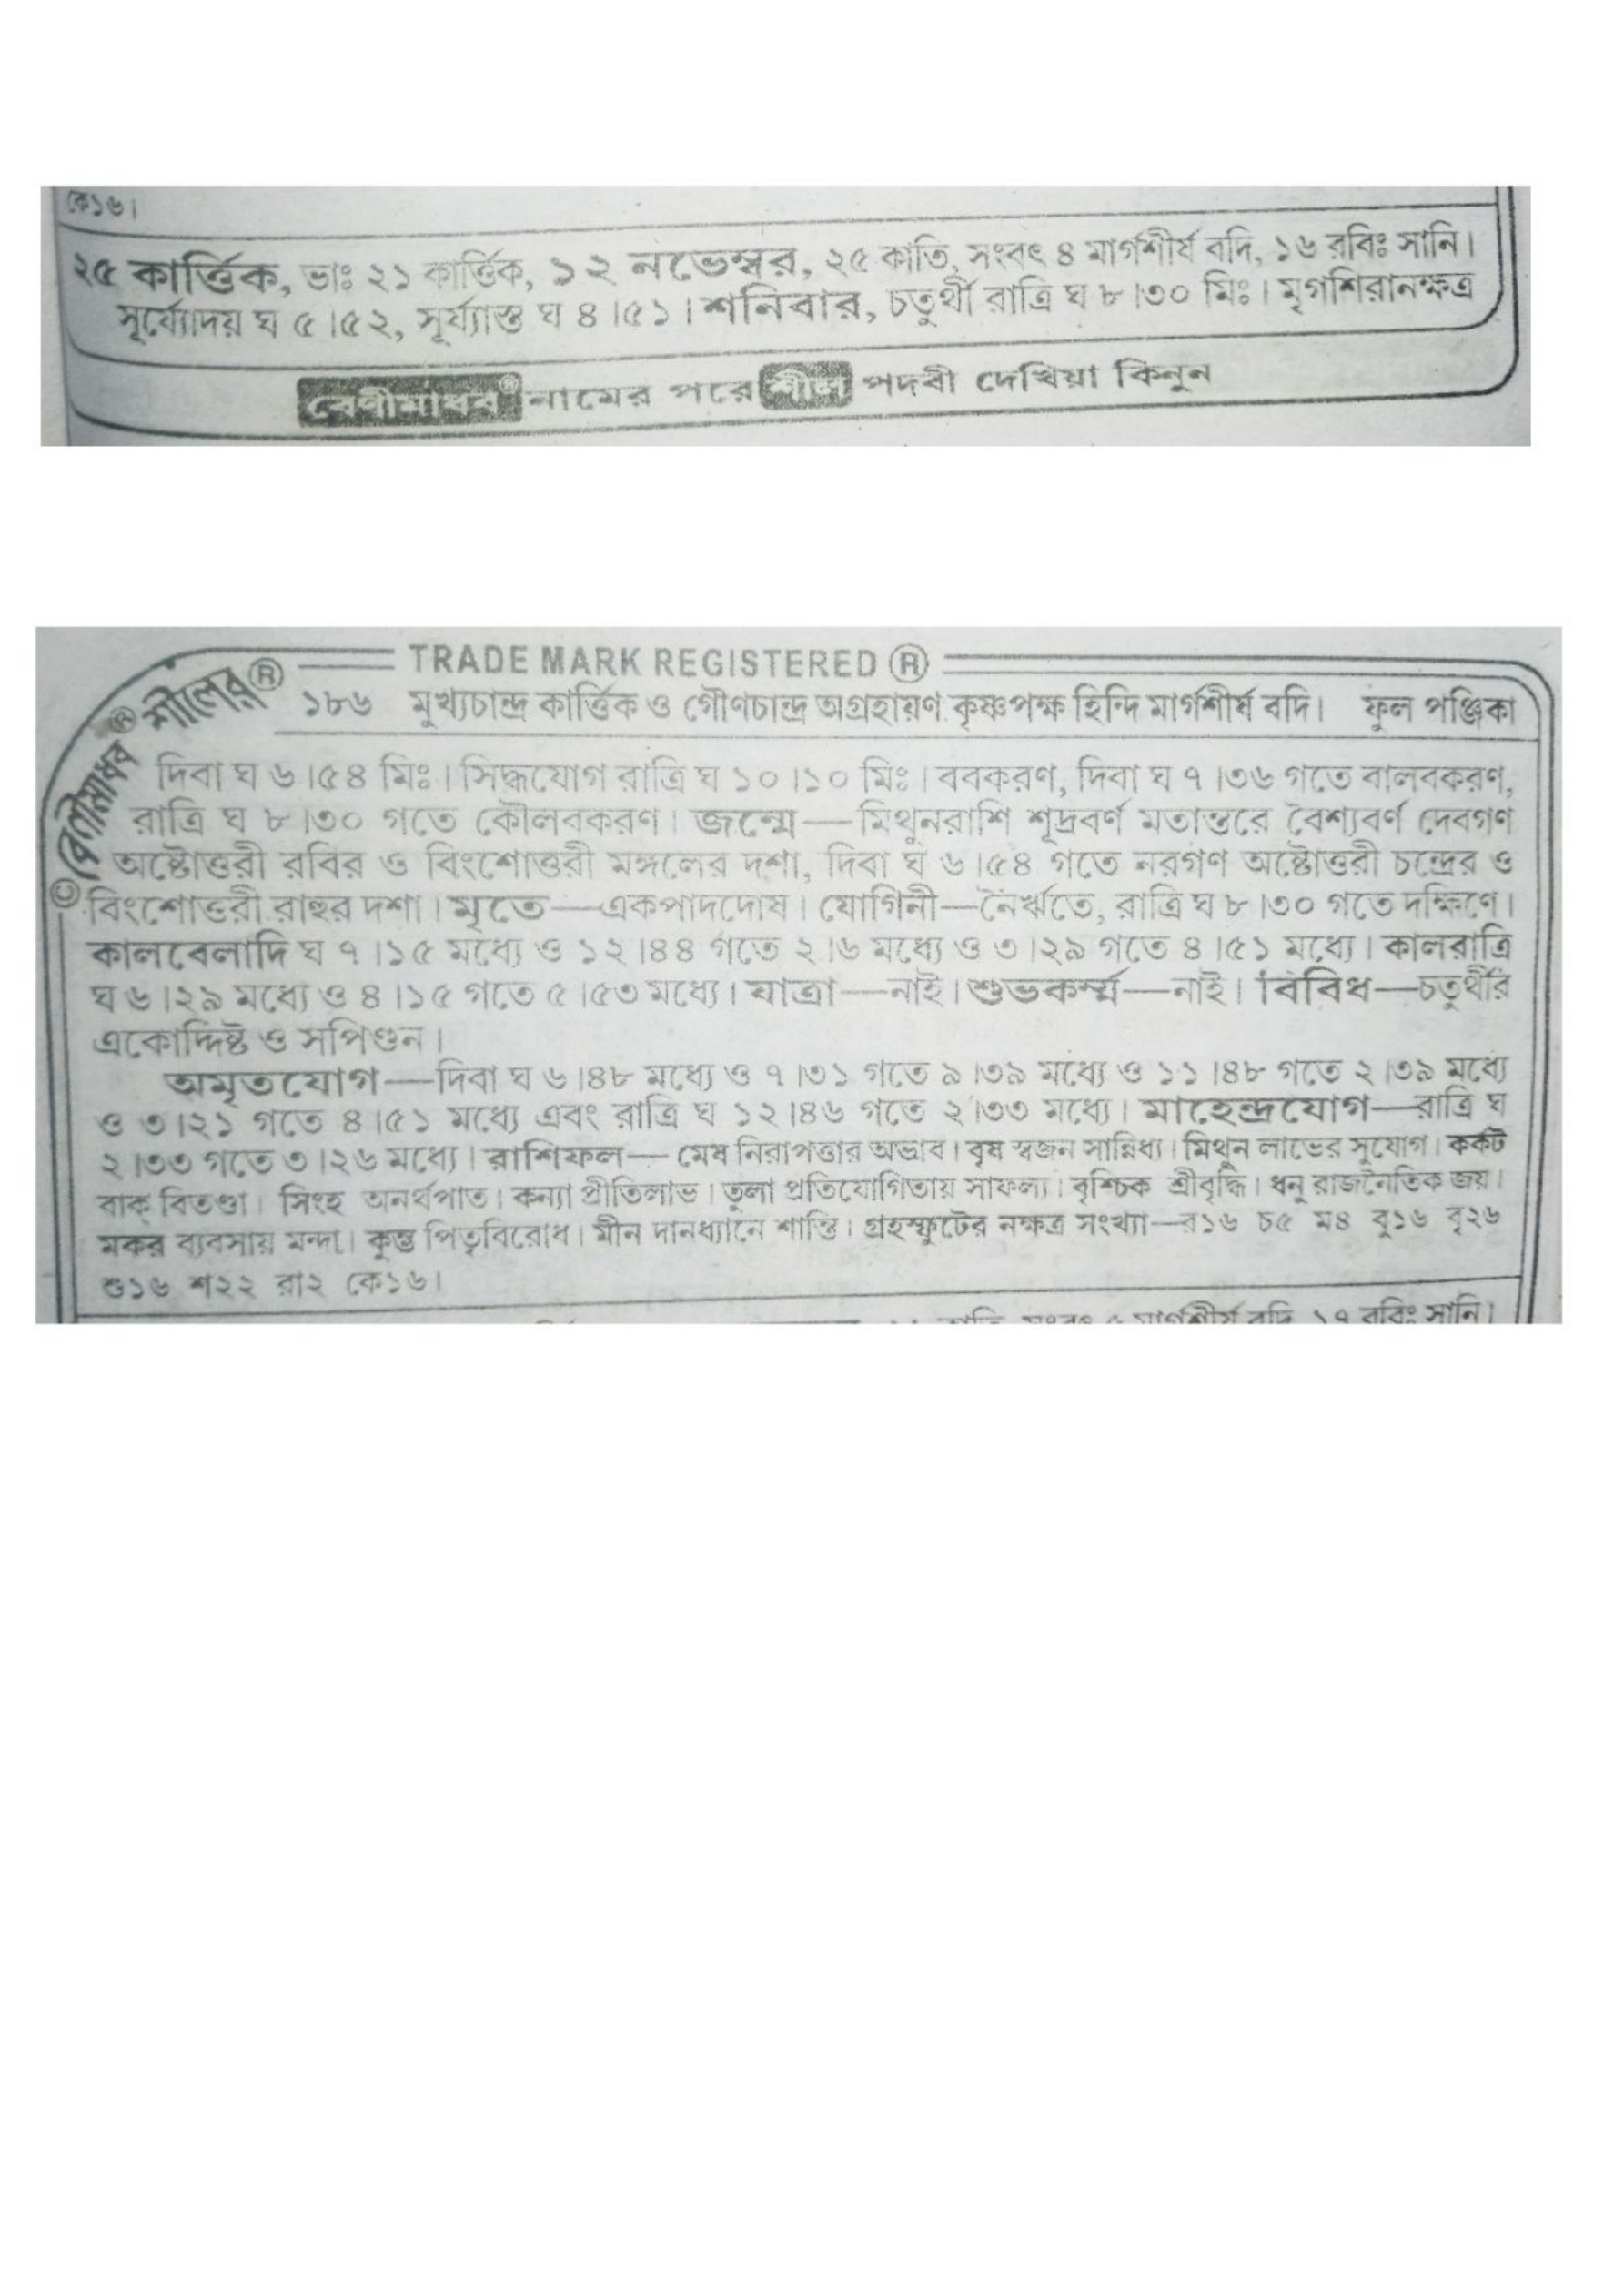 কে১৬।
২৫ কার্ত্তিক, ভাঃ ২১ কার্ত্তিক, ১২ নভেম্বর, ২৫ কাতি, সংবৎ ৪ মার্গশীর্ষ বদি, ১৬ রবিঃ সানি।
সূর্য্যোদয় ঘ ৫।৫২, সূর্য্যাস্ত ঘ ৪।৫১। শনিবার, চতুর্থী রাত্রি ঘ ৮।৩০ মিঃ। মৃগশিরানক্ষত্র
বেণীমাধব® নামের পরে শীল পদবী দেখিয়া কিনুন
TRADE MARK REGISTERED ®
© বেণীমাধব® শীলের®
১৮৬ মুখ্যচান্দ্র কার্ত্তিক ও গৌণচান্দ্র অগ্রহায়ণ কৃষ্ণপক্ষ হিন্দি মার্গশীর্ষ বদি। ফুল পঞ্জিকা
দিবা ঘ ৬।৫৪ মিঃ। সিদ্ধযোগ রাত্রি ঘ ১০।১০ মিঃ। ববকরণ, দিবা ঘ ৭।৩৬ গতে বালবকরণ,
রাত্রি ঘ ৮।৩০ গতে কৌলবকরণ। জন্মে—মিথুনরাশি শূদ্রবর্ণ মতান্তরে বৈশ্যবর্ণ দেবগণ
অষ্টোত্তরী রবির ও বিংশোত্তরী মঙ্গলের দশা, দিবা ঘ ৬।৫৪ গতে নরগণ অষ্টোত্তরী চন্দ্রের ও
বিংশোত্তরী রাহুর দশা। মৃতে—একপাদদোষ। যোগিনী—নৈর্ঋতে, রাত্রি ঘ ৮।৩০ গতে দক্ষিণে।
কালবেলাদি ঘ ৭।১৫ মধ্যে ও ১২।৪৪ গতে ২।৬ মধ্যে ও ৩।২৯ গতে ৪।৫১ মধ্যে। কালরাত্রি
ঘ ৬।২৯ মধ্যে ও ৪।১৫ গতে ৫।৫৩ মধ্যে। যাত্রা—নাই। শুভকর্ম্ম—নাই। বিবিধ—চতুর্থীর
একোদ্দিষ্ট ও সপিণ্ডন।
অমৃতযোগ—দিবা ঘ ৬।৪৮ মধ্যে ও ৭।৩১ গতে ৯।৩৯ মধ্যে ও ১১।৪৮ গতে ২।৩৯ মধ্যে
ও ৩।২১ গতে ৪।৫১ মধ্যে এবং রাত্রি ঘ ১২।৪৬ গতে ২।৩৩ মধ্যে। মাহেন্দ্রযোগ—রাত্রি ঘ
২।৩৩ গতে ৩।২৬ মধ্যে। রাশিফল— মেষ নিরাপত্তার অভাব। বৃষ স্বজন সান্নিধ্য। মিথুন লাভের সুযোগ। কর্কট
বাক্ বিতণ্ডা। সিংহ অনর্থপাত। কন্যা প্রীতিলাভ। তুলা প্রতিযোগিতায় সাফল্য। বৃশ্চিক শ্রীবৃদ্ধি। ধনু রাজনৈতিক জয়।
মকর ব্যবসায় মন্দা। কুম্ভ পিতৃবিরোধ। মীন দানধ্যানে শান্তি। গ্রহস্ফুটের নক্ষত্র সংখ্যা—র১৬ চ৫ ম৪ বু১৬ বৃ২৬
শু১৬ শ২২ রা২ কে১৬।
মার্গশীর্ষ বদি, ১৭ রবিঃ সানি।